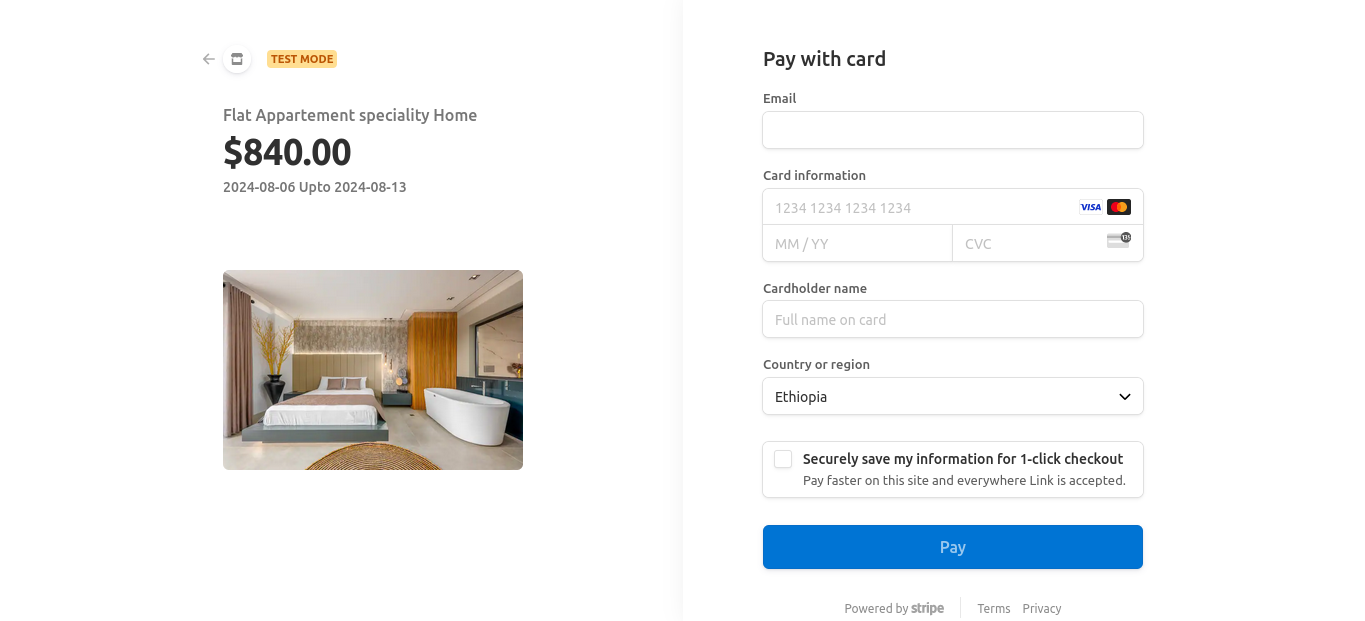 TEST MODE
Flat Appartement speciality Home
$840.00
2024-08-06 Upto 2024-08-13
Pay with card
Email
Card information
1234 1234 1234 1234
VISA
MM / YY
CVC
135
Cardholder name
Full name on card
Country or region
Ethiopia
Securely save my information for 1-click checkout
Pay faster on this site and everywhere Link is accepted.
Pay
Powered by stripe
Terms Privacy